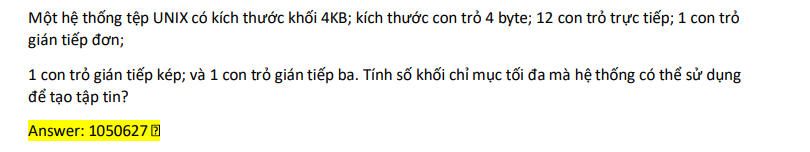 Một hệ thống tệp UNIX có kích thước khối 4KB; kích thước con trỏ 4 byte; 12 con trỏ trực tiếp; 1 con trỏ
gián tiếp đơn;
1 con trỏ gián tiếp kép; và 1 con trỏ gián tiếp ba. Tính số khối chỉ mục tối đa mà hệ thống có thể sử dụng
để tạo tập tin?
Answer: 1050627